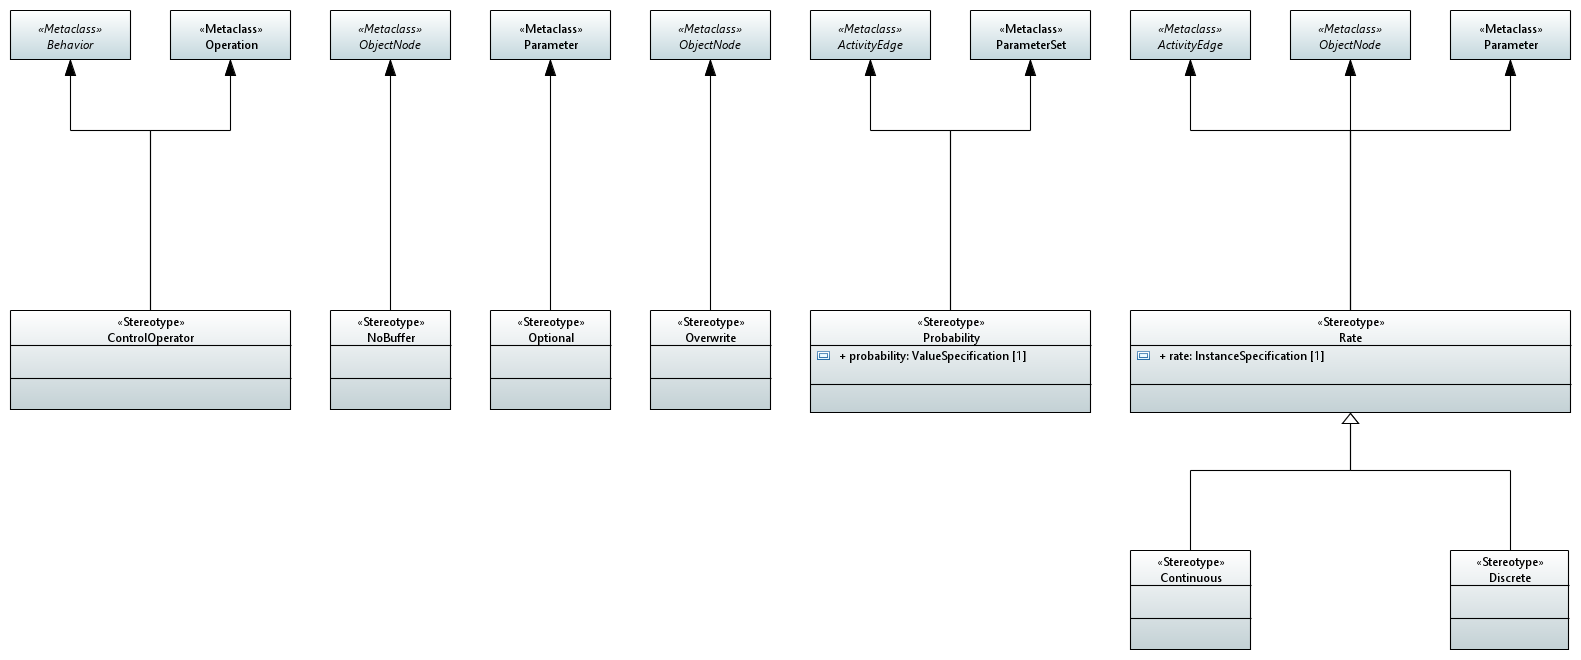 «Metaclass»
Behavior
«Metaclass»
Operation
«Metaclass»
ObjectNode
«Metaclass»
Parameter
«Metaclass»
ObjectNode
«Metaclass»
ActivityEdge
«Metaclass»
ParameterSet
«Metaclass»
ActivityEdge
«Metaclass»
ObjectNode
«Metaclass»
Parameter
«Stereotype»
ControlOperator
«Stereotype»
NoBuffer
«Stereotype»
Optional
«Stereotype»
Overwrite
«Stereotype»
Probability
+ probability: ValueSpecification [1]
«Stereotype»
Rate
+ rate: InstanceSpecification [1]
«Stereotype»
Continuous
«Stereotype»
Discrete